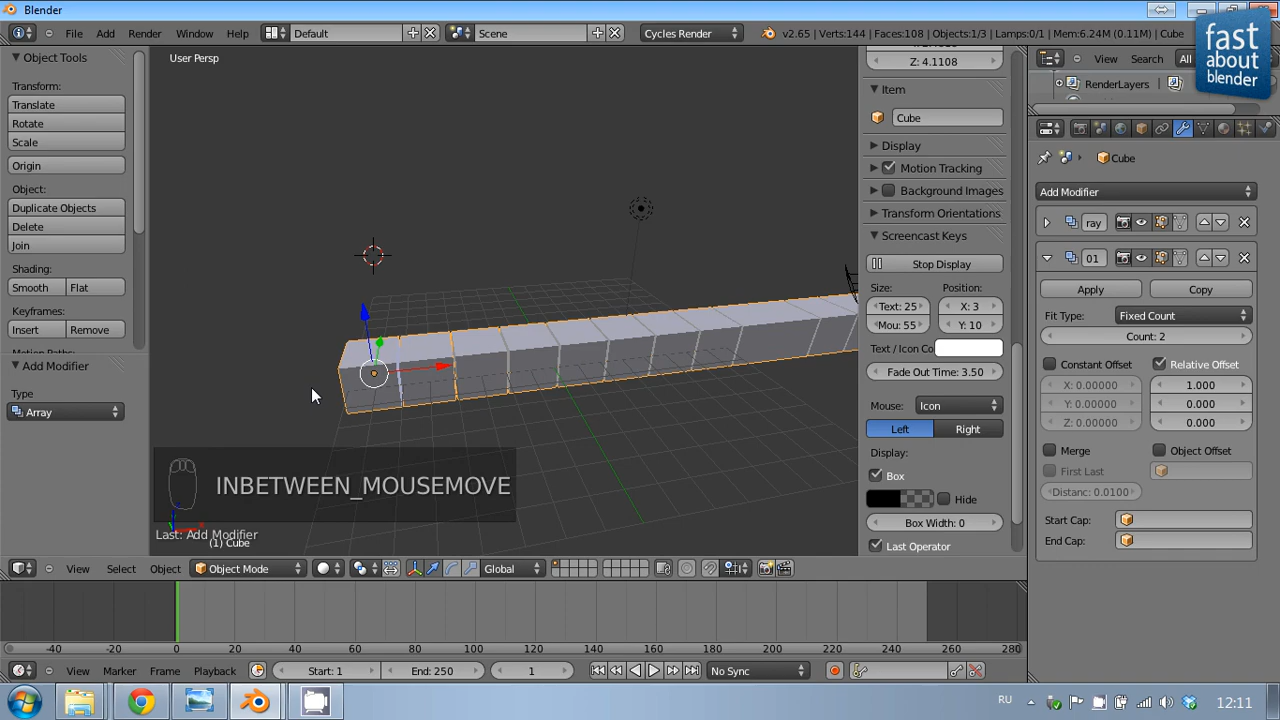 Blender
File Add Render Window Help
Default
Scene
Cycles Render
v2.65 | Verts:144 | Faces:108 | Objects:1/3 | Lamps:0/1 | Mem:6.24M (0.11M) | Cube
fast
about
blender
Object Tools
Transform:
Translate
Rotate
Scale
Origin
Object:
Duplicate Objects
Delete
Join
Shading:
Smooth Flat
Keyframes:
Insert Remove
Add Modifier
Type
Array
User Persp
INBETWEEN_MOUSEMOVE
Last: Add Modifier
(1) Cube
Z: 4.1108
Item
Cube
Display
Motion Tracking
Background Images
Transform Orientations
Screencast Keys
Stop Display
Size: Position:
Text: 25 X: 3
Mou: 55 Y: 10
Text / Icon Co
Fade Out Time: 3.50
Mouse: Icon
Left Right
Display:
Box
Hide
Box Width: 0
Last Operator
View Search All
RenderLayers
Cube
Add Modifier
ray
01
Apply Copy
Fit Type: Fixed Count
Count: 2
Constant Offset Relative Offset
X: 0.00000 1.000
Y: 0.00000 0.000
Z: 0.00000 0.000
Merge Object Offset
First Last
Distanc: 0.0100
Start Cap:
End Cap:
View Select Object Object Mode Global
-40 -20 0 20 40 60 80 100 120 140 160 180 200 220 240 260 280
View Marker Frame Playback Start: 1 End: 250 1 No Sync
RU 12:11